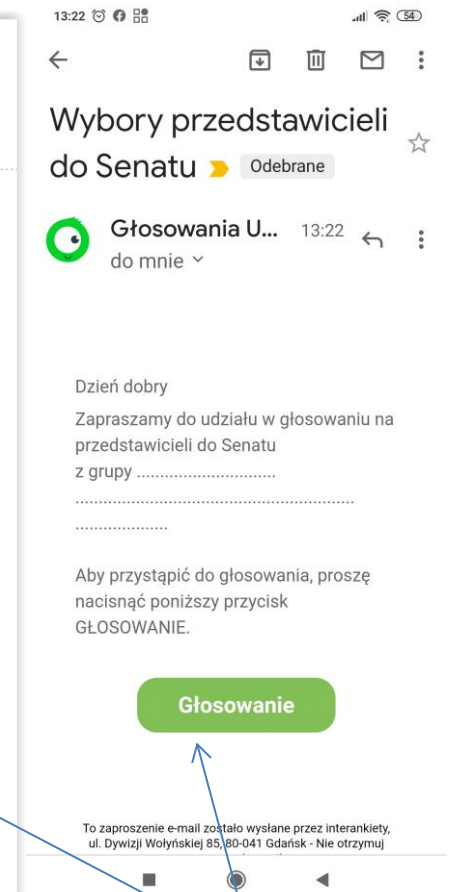 13:22
54
Wybory przedstawicieli
do Senatu Odebrane
Głosowania U... 13:22
do mnie
Dzień dobry
Zapraszamy do udziału w głosowaniu na
przedstawicieli do Senatu
z grupy ..............................
............................................................
....................
Aby przystąpić do głosowania, proszę
nacisnąć poniższy przycisk
GŁOSOWANIE.
Głosowanie
To zaproszenie e-mail zostało wysłane przez interankiety,
ul. Dywizji Wołyńskiej 85, 80-041 Gdańsk - Nie otrzymuj